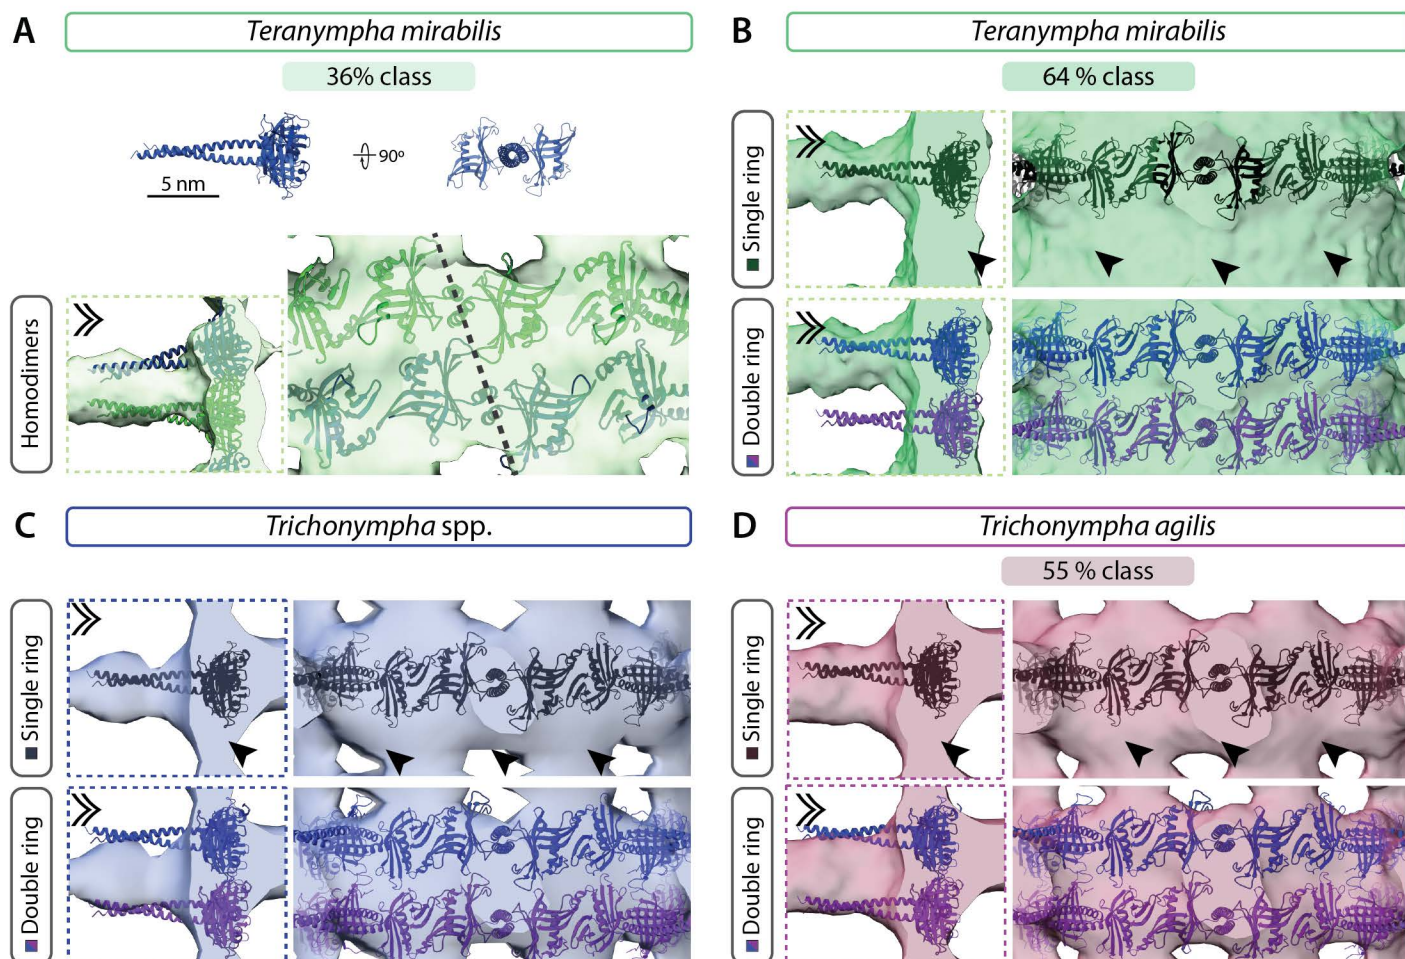 A
Teranympha mirabilis
36% class
90º
5 nm
Homodimers
B
Teranympha mirabilis
64 % class
Single ring
Double ring
C
Trichonympha spp.
Single ring
Double ring
D
Trichonympha agilis
55 % class
Single ring
Double ring